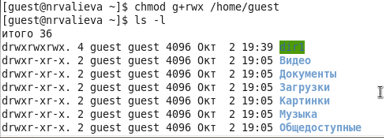 [guest@nrvalieva ~]$ chmod g+rwx /home/guest
[guest@nrvalieva ~]$ ls -l
итого 36
drwxrwxrwx. 4 guest guest 4096 Окт  2 19:39 dir1
drwxr-xr-x. 2 guest guest 4096 Окт  2 19:05 Видео
drwxr-xr-x. 2 guest guest 4096 Окт  2 19:05 Документы
drwxr-xr-x. 2 guest guest 4096 Окт  2 19:05 Загрузки
drwxr-xr-x. 2 guest guest 4096 Окт  2 19:05 Картинки
drwxr-xr-x. 2 guest guest 4096 Окт  2 19:05 Музыка
drwxr-xr-x. 2 guest guest 4096 Окт  2 19:05 Общедоступные